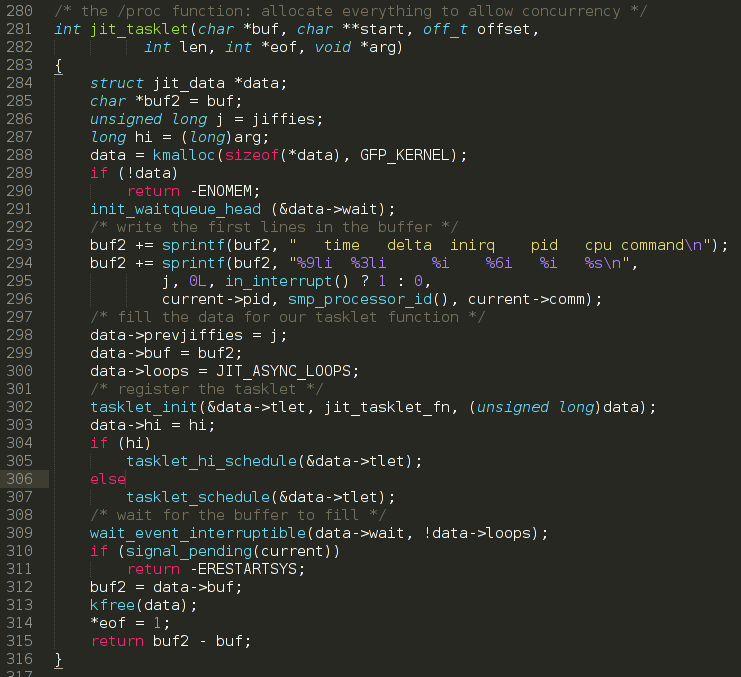 280 /* the /proc function: allocate everything to allow concurrency */
281 int jit_tasklet(char *buf, char **start, off_t offset,
282           int len, int *eof, void *arg)
283 {
284     struct jit_data *data;
285     char *buf2 = buf;
286     unsigned long j = jiffies;
287     long hi = (long)arg;
288     data = kmalloc(sizeof(*data), GFP_KERNEL);
289     if (!data)
290         return -ENOMEM;
291     init_waitqueue_head (&data->wait);
292     /* write the first lines in the buffer */
293     buf2 += sprintf(buf2, "   time   delta  inirq    pid   cpu command\n");
294     buf2 += sprintf(buf2, "%9li  %3li     %i    %6i   %i   %s\n",
295             j, 0L, in_interrupt() ? 1 : 0,
296             current->pid, smp_processor_id(), current->comm);
297     /* fill the data for our tasklet function */
298     data->prevjiffies = j;
299     data->buf = buf2;
300     data->loops = JIT_ASYNC_LOOPS;
301     /* register the tasklet */
302     tasklet_init(&data->tlet, jit_tasklet_fn, (unsigned long)data);
303     data->hi = hi;
304     if (hi)
305         tasklet_hi_schedule(&data->tlet);
306     else
307         tasklet_schedule(&data->tlet);
308     /* wait for the buffer to fill */
309     wait_event_interruptible(data->wait, !data->loops);
310     if (signal_pending(current))
311         return -ERESTARTSYS;
312     buf2 = data->buf;
313     kfree(data);
314     *eof = 1;
315     return buf2 - buf;
316 }
317